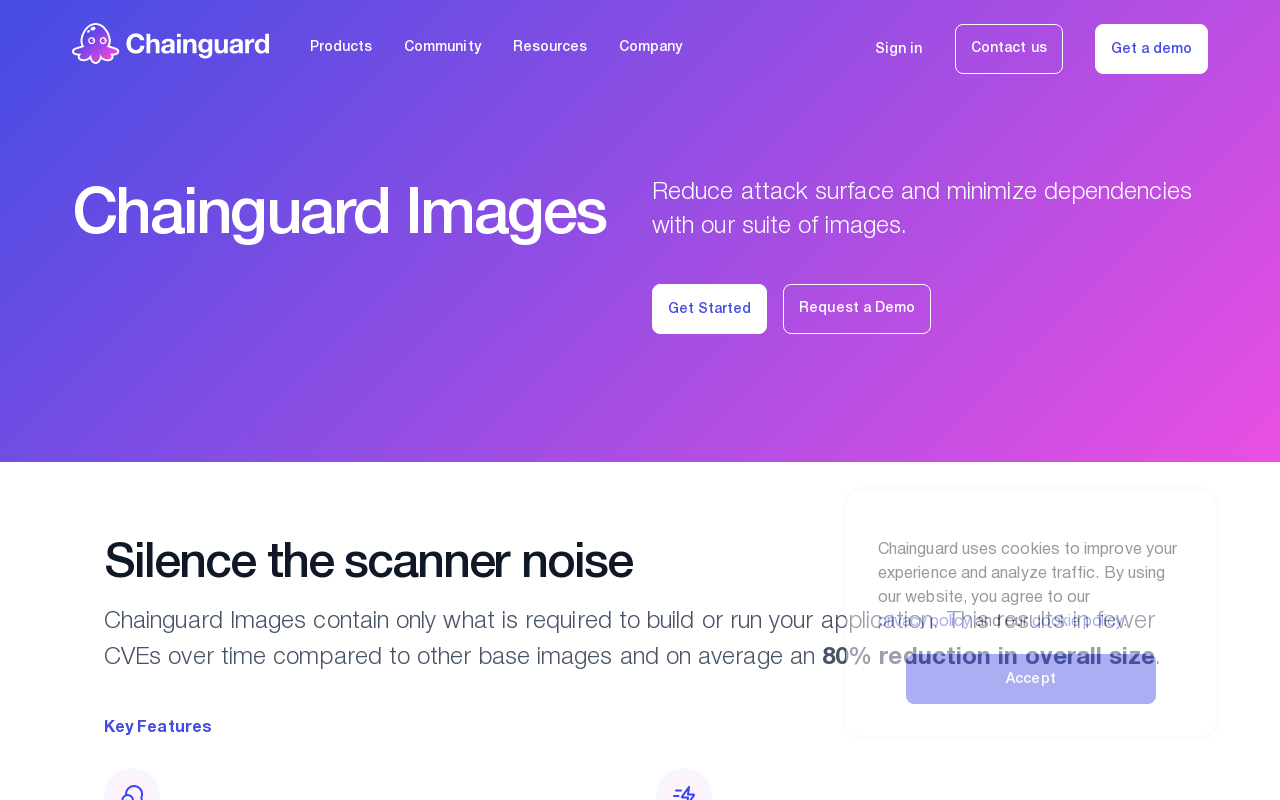 Chainguard
Products
Community
Resources
Company
Sign in
Contact us
Get a demo
Chainguard Images
Reduce attack surface and minimize dependencies
with our suite of images.
Get Started
Request a Demo
Silence the scanner noise
Chainguard Images contain only what is required to build or run your application. This results in fewer
CVEs over time compared to other base images and on average an 80% reduction in overall size.
Key Features
Chainguard uses cookies to improve your
experience and analyze traffic. By using
our website, you agree to our
privacy policy and our cookie policy.
Accept